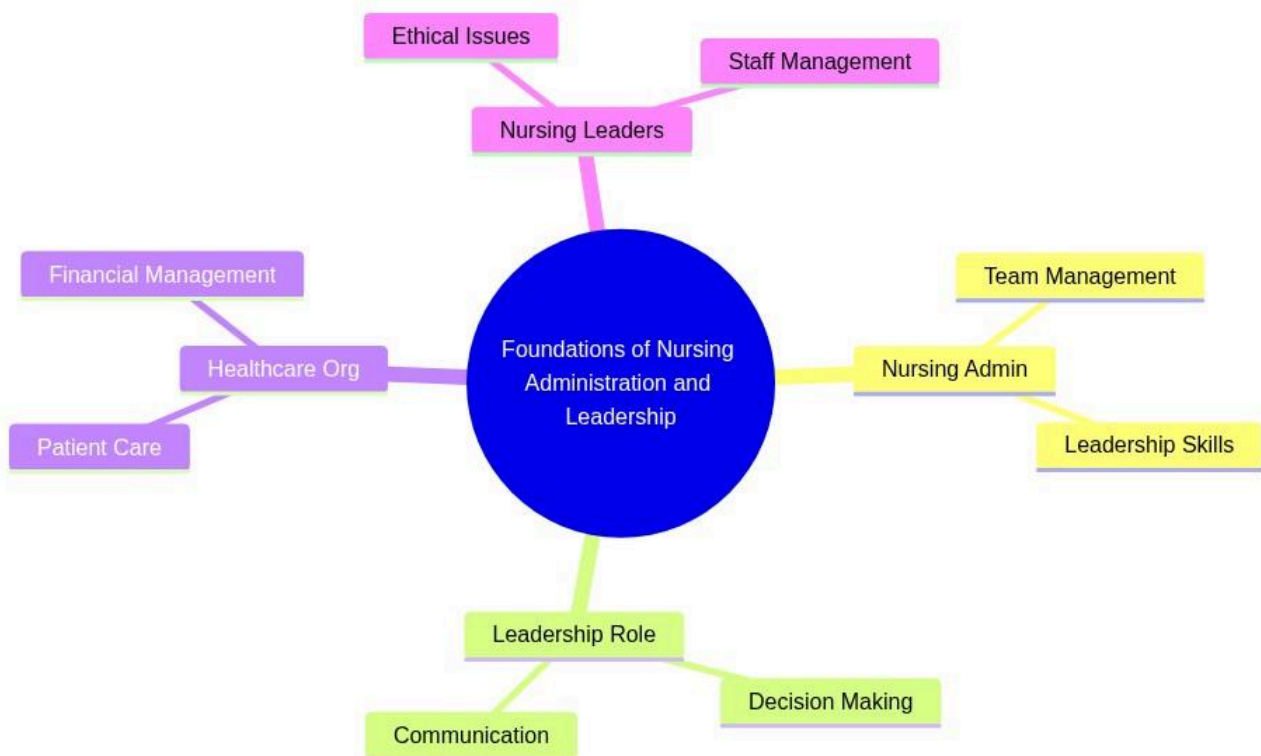 Ethical Issues
Staff Management
Nursing Leaders
Financial Management
Healthcare Org
Patient Care
Foundations of Nursing
Administration and
Leadership
Team Management
Nursing Admin
Leadership Skills
Leadership Role
Decision Making
Communication